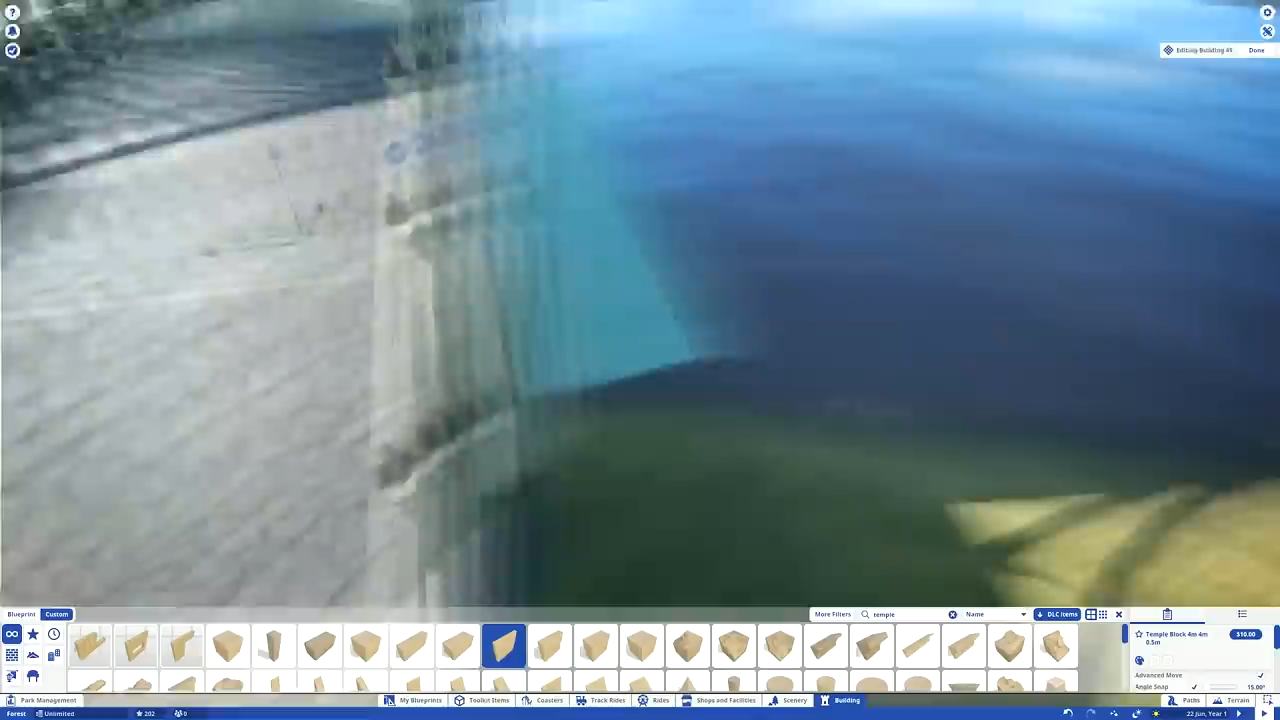 ?
Editing Building 49 Done
Blueprint Custom
More Filters temple Name DLC Items
Temple Block 4m 4m 0.5m
$10.00
Advanced Move
Angle Snap 15.00°
Park Management My Blueprints Toolkit Items Coasters Track Rides Rides Shops and Facilities Scenery Building Paths Terrain
Forest Unlimited 202 0 22 Jun, Year 1